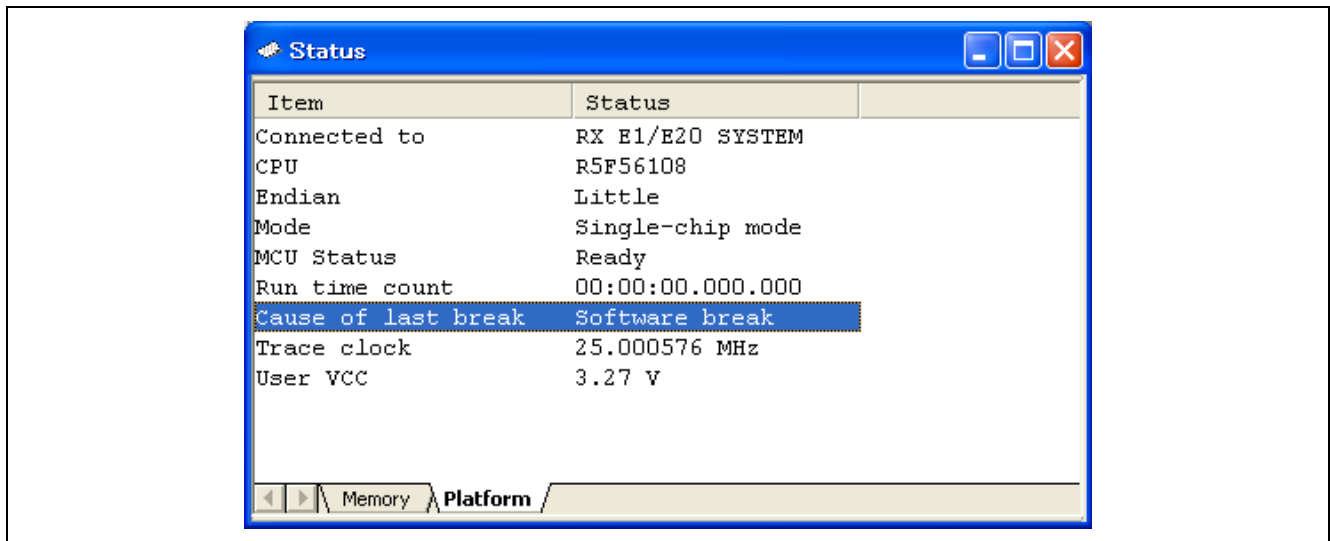 Status
Item Status
Connected to RX E1/E20 SYSTEM
CPU R5F56108
Endian Little
Mode Single-chip mode
MCU Status Ready
Run time count 00:00:00.000.000
Cause of last break Software break
Trace clock 25.000576 MHz
User VCC 3.27 V
Memory Platform